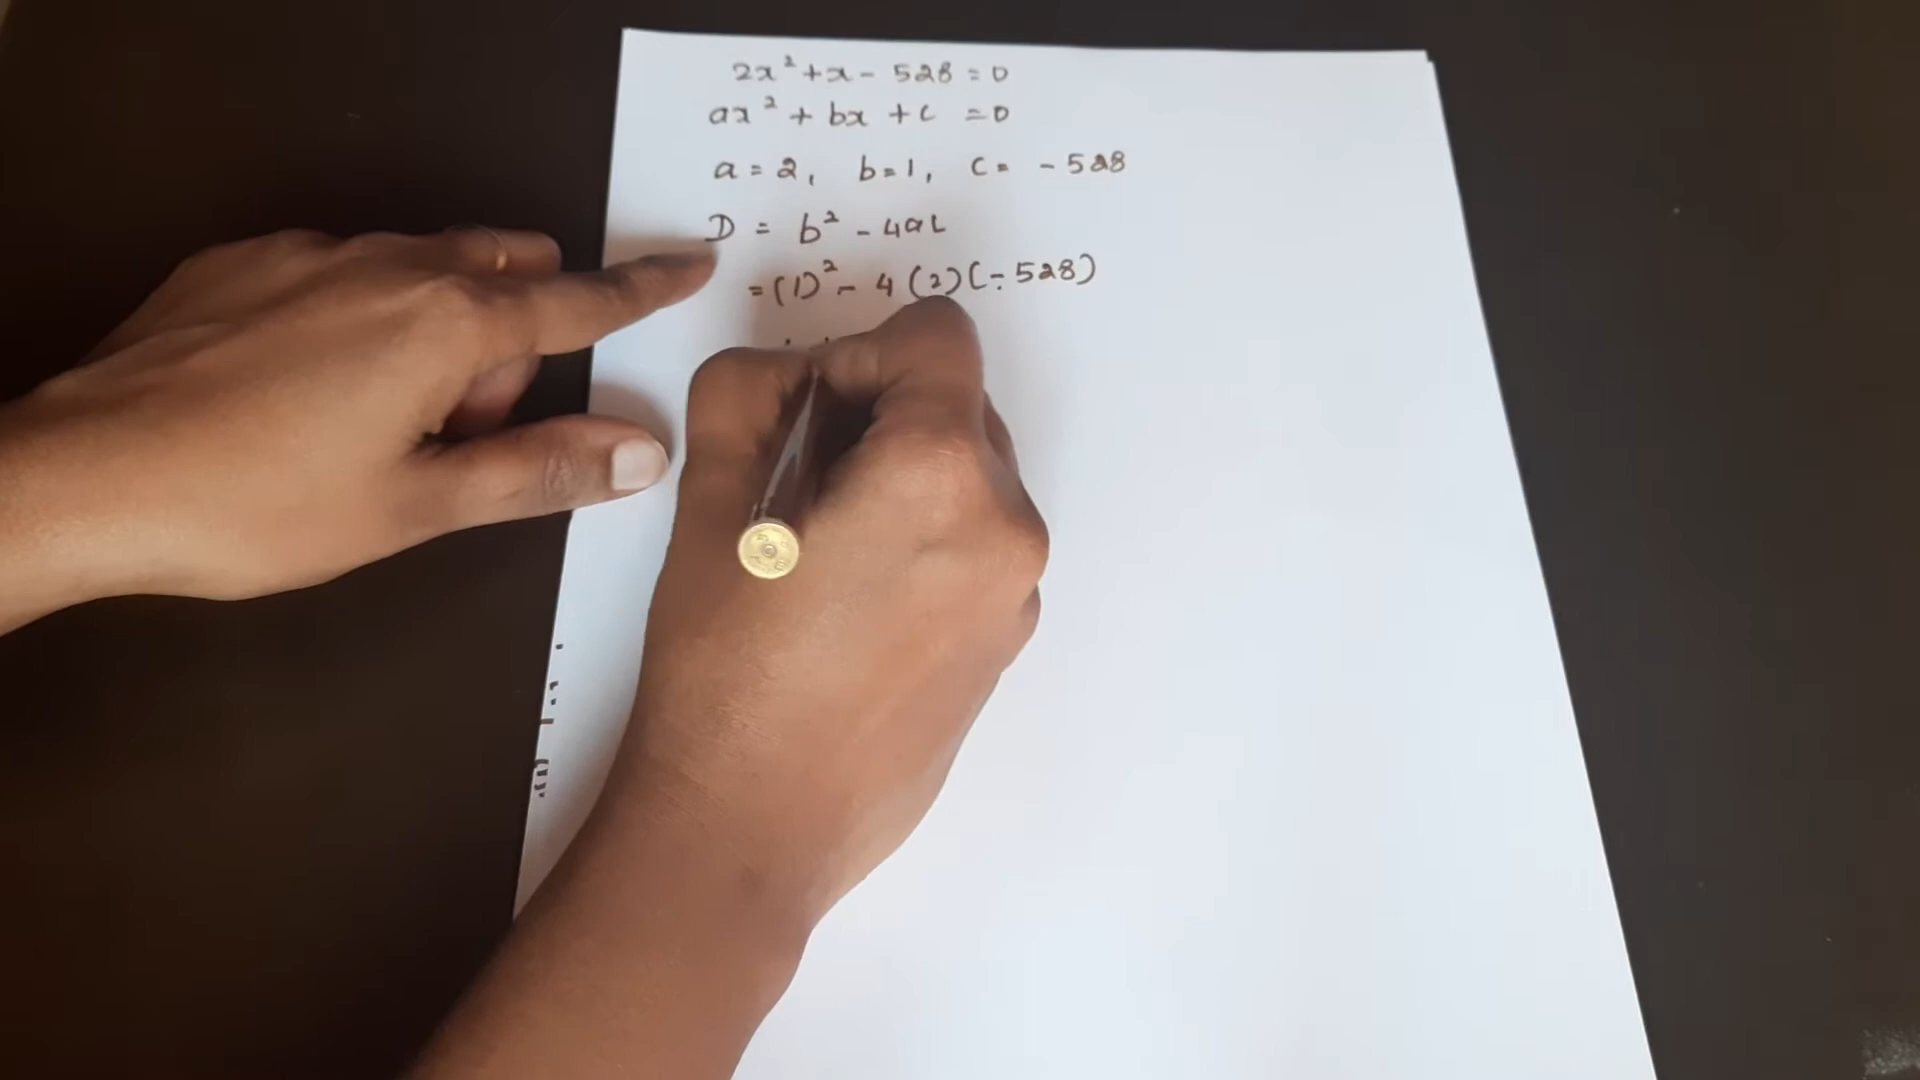 2x² + x - 528 = 0
ax² + bx + c = 0
a = 2, b = 1, c = - 528
D = b² - 4ac
= (1)² - 4 (2) (- 528)